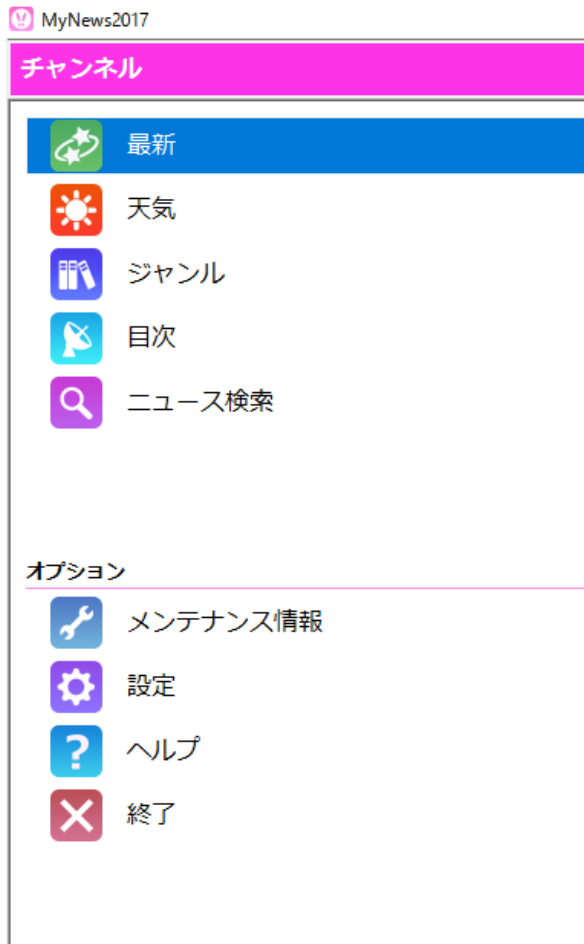 MyNews2017
チャンネル
最新
天気
ジャンル
目次
ニュース検索
オプション
メンテナンス情報
設定
ヘルプ
終了